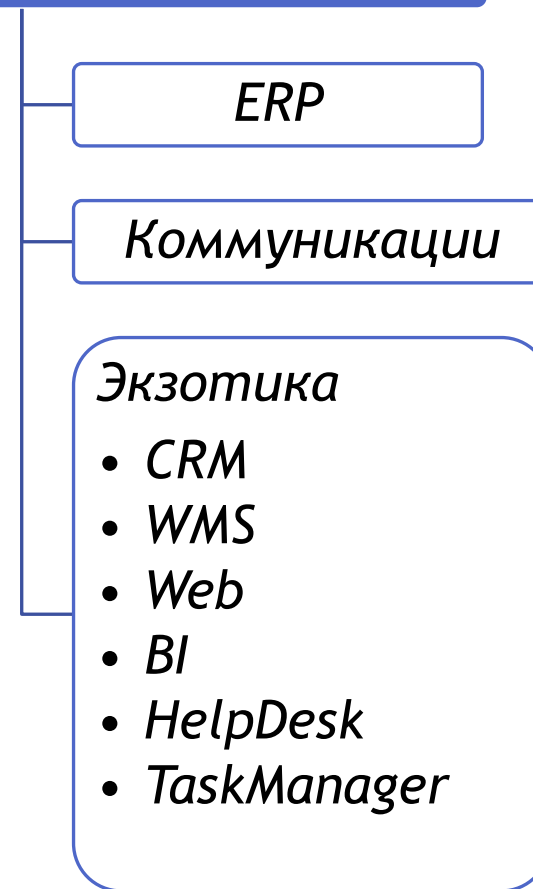 ERP
Коммуникации
Экзотика
• CRM
• WMS
• Web
• BI
• HelpDesk
• TaskManager